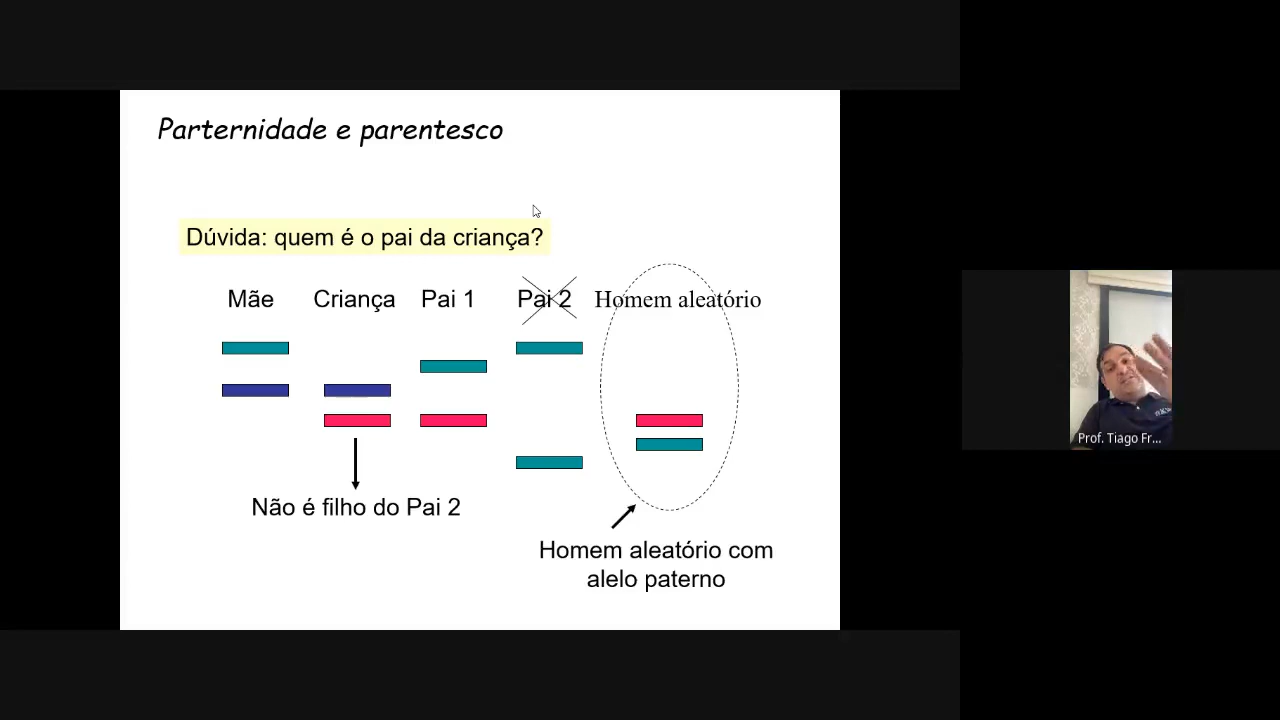 Parternidade e parentesco
Dúvida: quem é o pai da criança?
Mãe
Criança
Pai 1
Pai 2
Homem aleatório
Não é filho do Pai 2
Homem aleatório com
alelo paterno
Prof. Tiago Fr...